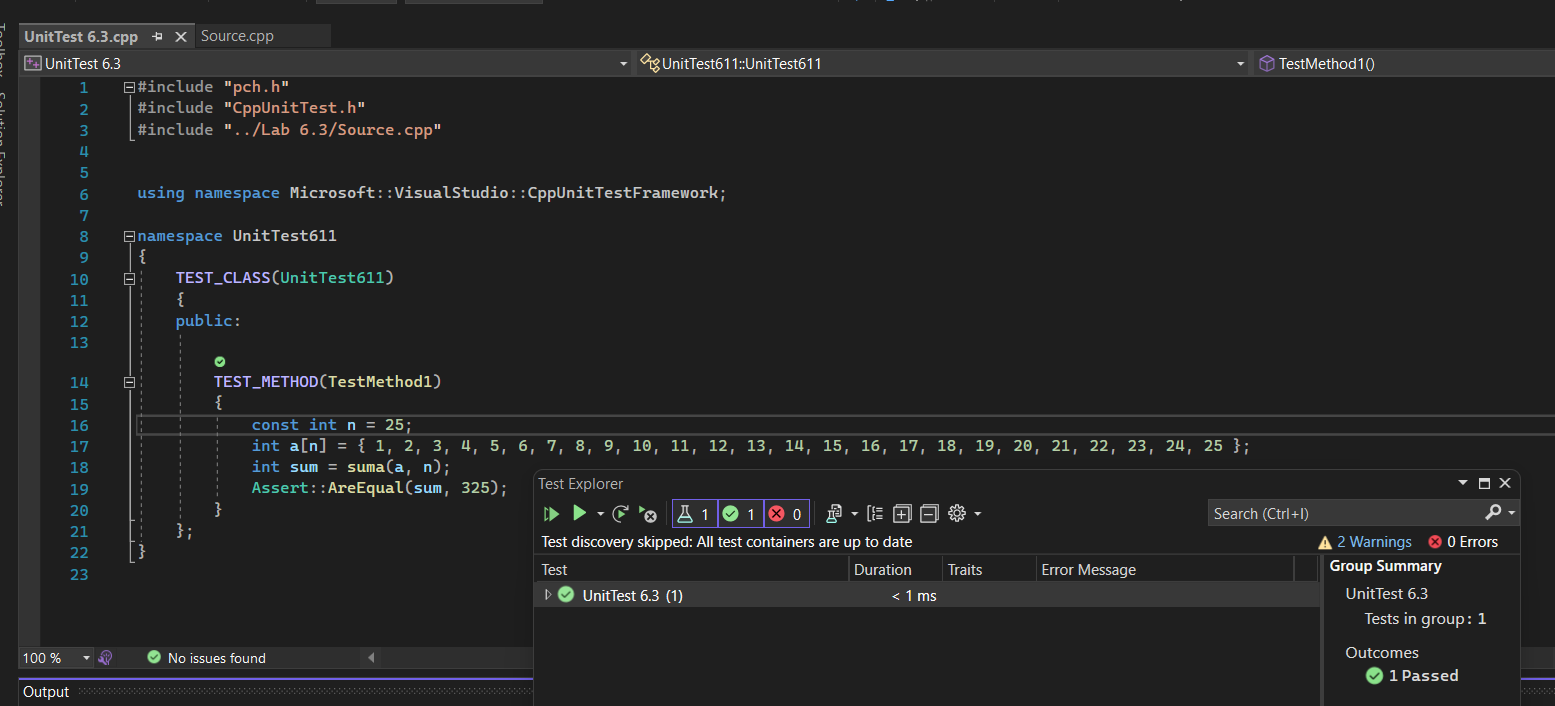 UnitTest 6.3.cpp
Source.cpp
UnitTest 6.3
UnitTest611::UnitTest611
TestMethod1()
1 #include "pch.h"
2 #include "CppUnitTest.h"
3 #include "../Lab 6.3/Source.cpp"
4
5
6 using namespace Microsoft::VisualStudio::CppUnitTestFramework;
7
8 namespace UnitTest611
9 {
10 TEST_CLASS(UnitTest611)
11 {
12 public:
13
14 TEST_METHOD(TestMethod1)
15 {
16 const int n = 25;
17 int a[n] = { 1, 2, 3, 4, 5, 6, 7, 8, 9, 10, 11, 12, 13, 14, 15, 16, 17, 18, 19, 20, 21, 22, 23, 24, 25 };
18 int sum = suma(a, n);
19 Assert::AreEqual(sum, 325);
20 }
21 };
22 }
23
Test Explorer
1 1 0
Search (Ctrl+I)
Test discovery skipped: All test containers are up to date
2 Warnings 0 Errors
Test Duration Traits Error Message
UnitTest 6.3 (1) < 1 ms
Group Summary
UnitTest 6.3
Tests in group: 1
Outcomes
1 Passed
100 % No issues found
Output